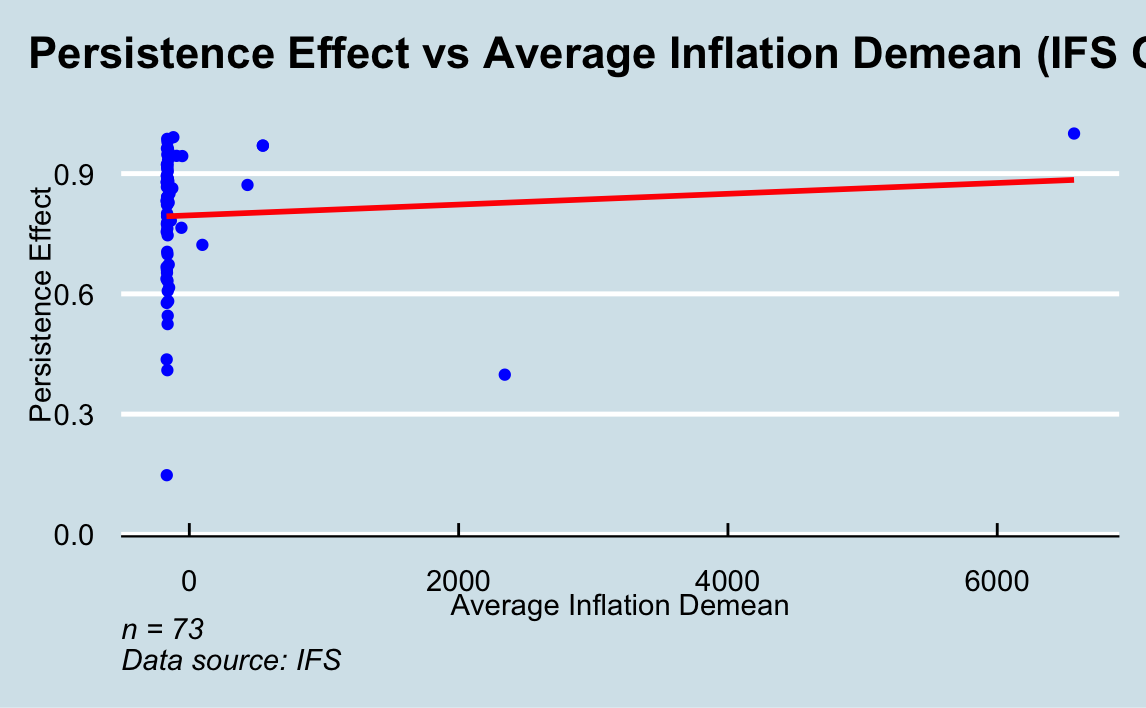 Persistence Effect vs Average Inflation Demean (IFS
Persistence Effect
0.9
0.6
0.3
0.0
0 2000 4000 6000
Average Inflation Demean
n = 73
Data source: IFS